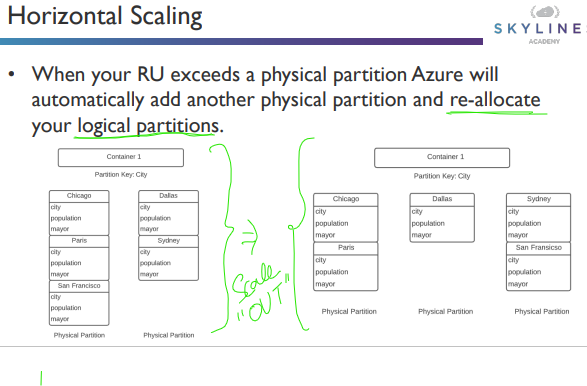 Horizontal Scaling
SKYLINE
ACADEMY
• When your RU exceeds a physical partition Azure will
automatically add another physical partition and re-allocate
your logical partitions.
Container 1
Partition Key: City
Chicago
city
population
mayor
Paris
city
population
mayor
San Francisco
city
population
mayor
Physical Partition
Dallas
city
population
mayor
Sydney
city
population
mayor
Physical Partition
⇒
Scale
"OUT"
Container 1
Partition Key: City
Chicago
city
population
mayor
Paris
city
population
mayor
Physical Partition
Dallas
city
population
mayor
Physical Partition
Sydney
city
population
mayor
San Fransicso
city
population
mayor
Physical Partition